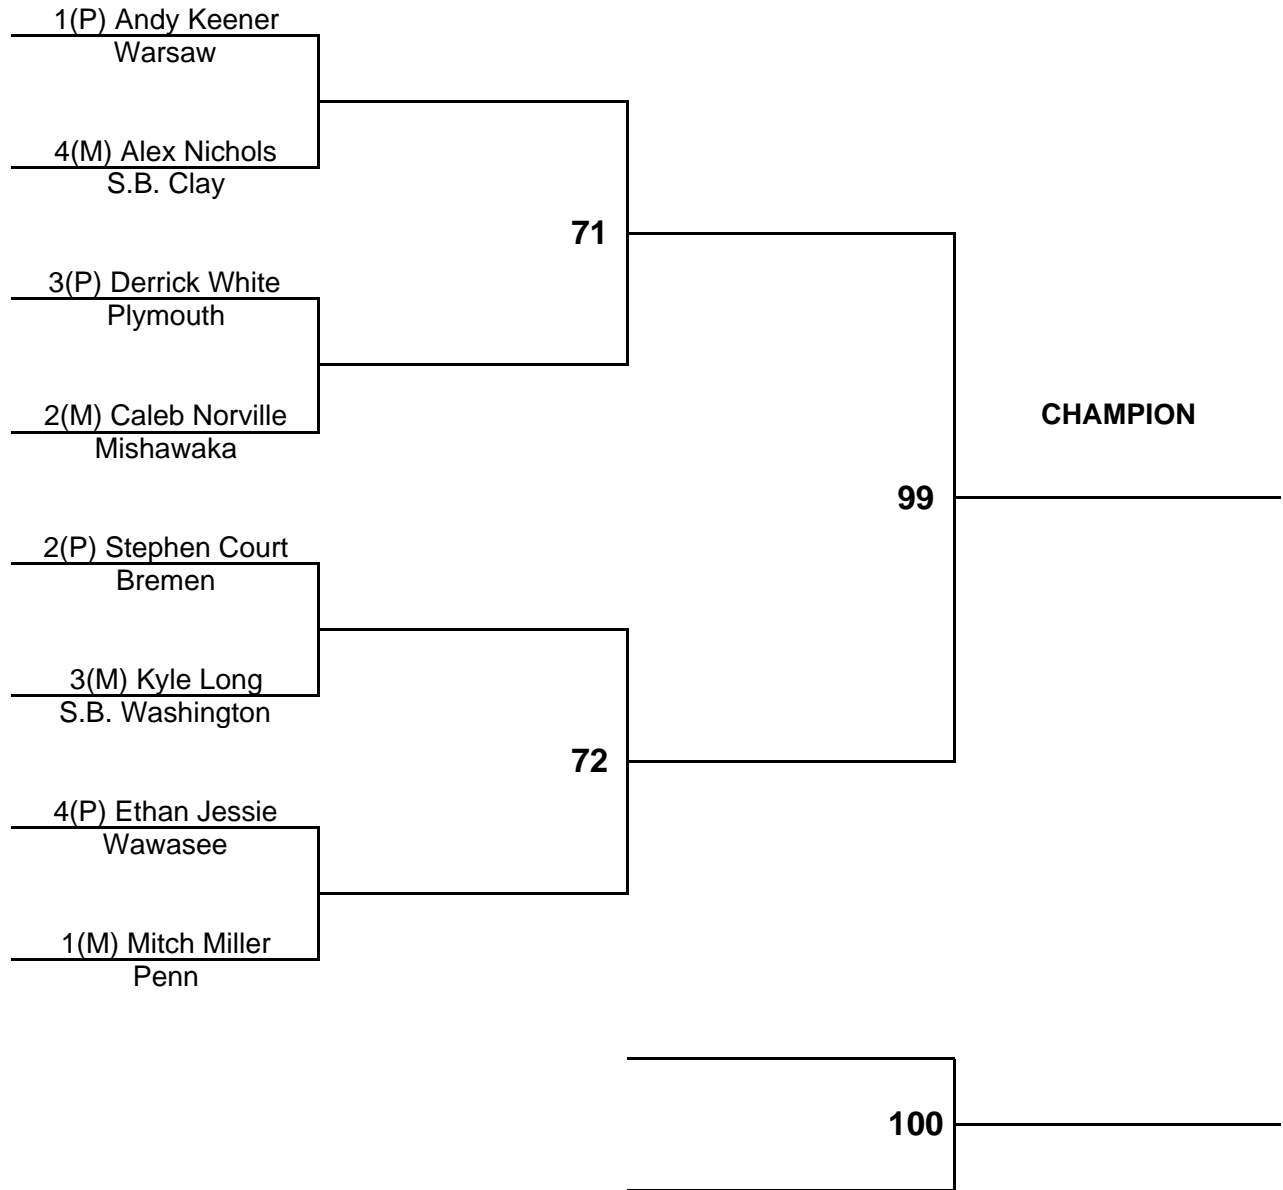 1(P) Andy Keener
Warsaw
4(M) Alex Nichols
S.B. Clay
71
3(P) Derrick White
Plymouth
2(M) Caleb Norville
Mishawaka
CHAMPION
99
2(P) Stephen Court
Bremen
3(M) Kyle Long
S.B. Washington
72
4(P) Ethan Jessie
Wawasee
1(M) Mitch Miller
Penn
100